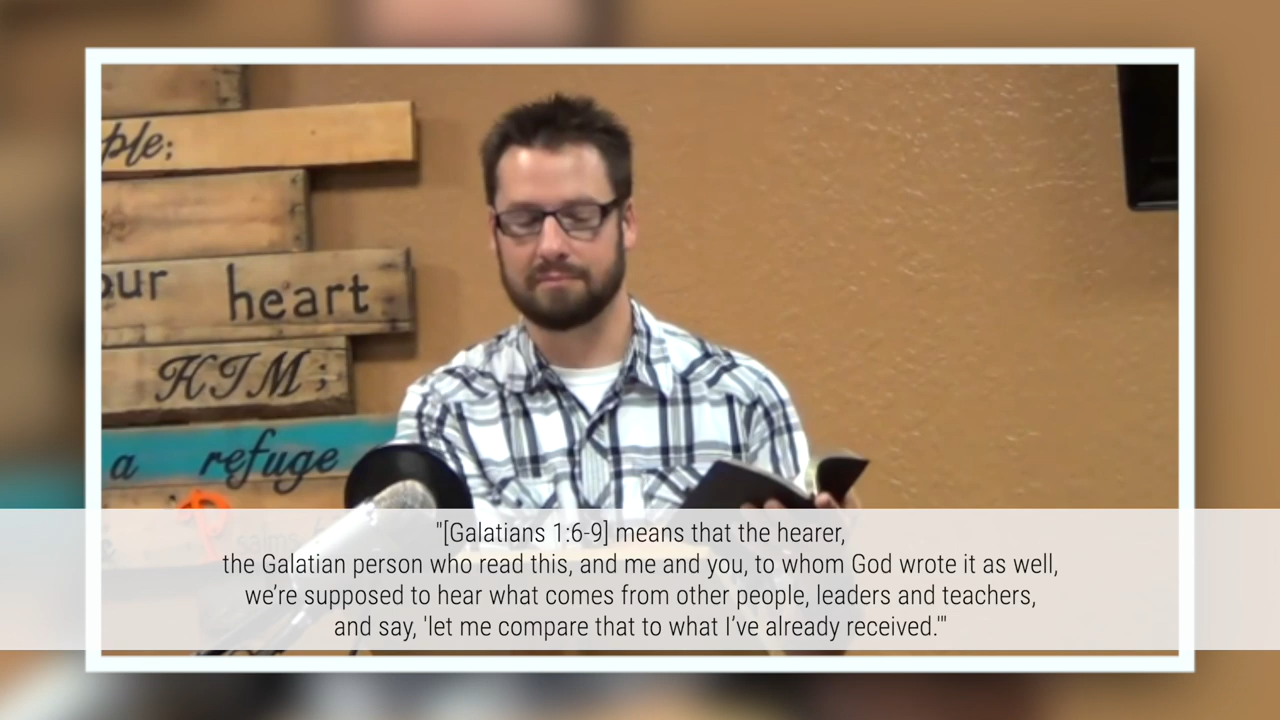 ple;
our heart
HIM;
a refuge
"[Galatians 1:6-9] means that the hearer,
the Galatian person who read this, and me and you, to whom God wrote it as well,
we’re supposed to hear what comes from other people, leaders and teachers,
and say, 'let me compare that to what I’ve already received.'"